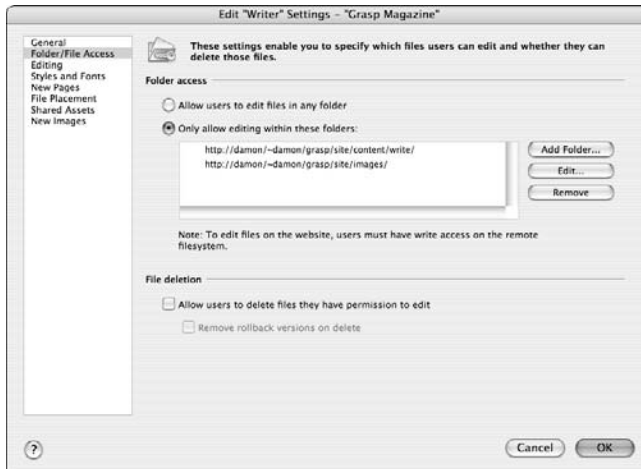 Edit "Writer" Settings – "Grasp Magazine"
General
Folder/File Access
Editing
Styles and Fonts
New Pages
File Placement
Shared Assets
New Images
These settings enable you to specify which files users can edit and whether they can
delete those files.
Folder access
Allow users to edit files in any folder
Only allow editing within these folders:
http://damon/~damon/grasp/site/content/write/
http://damon/~damon/grasp/site/images/
Add Folder...
Edit...
Remove
Note: To edit files on the website, users must have write access on the remote
filesystem.
File deletion
Allow users to delete files they have permission to edit
Remove rollback versions on delete
?
Cancel
OK